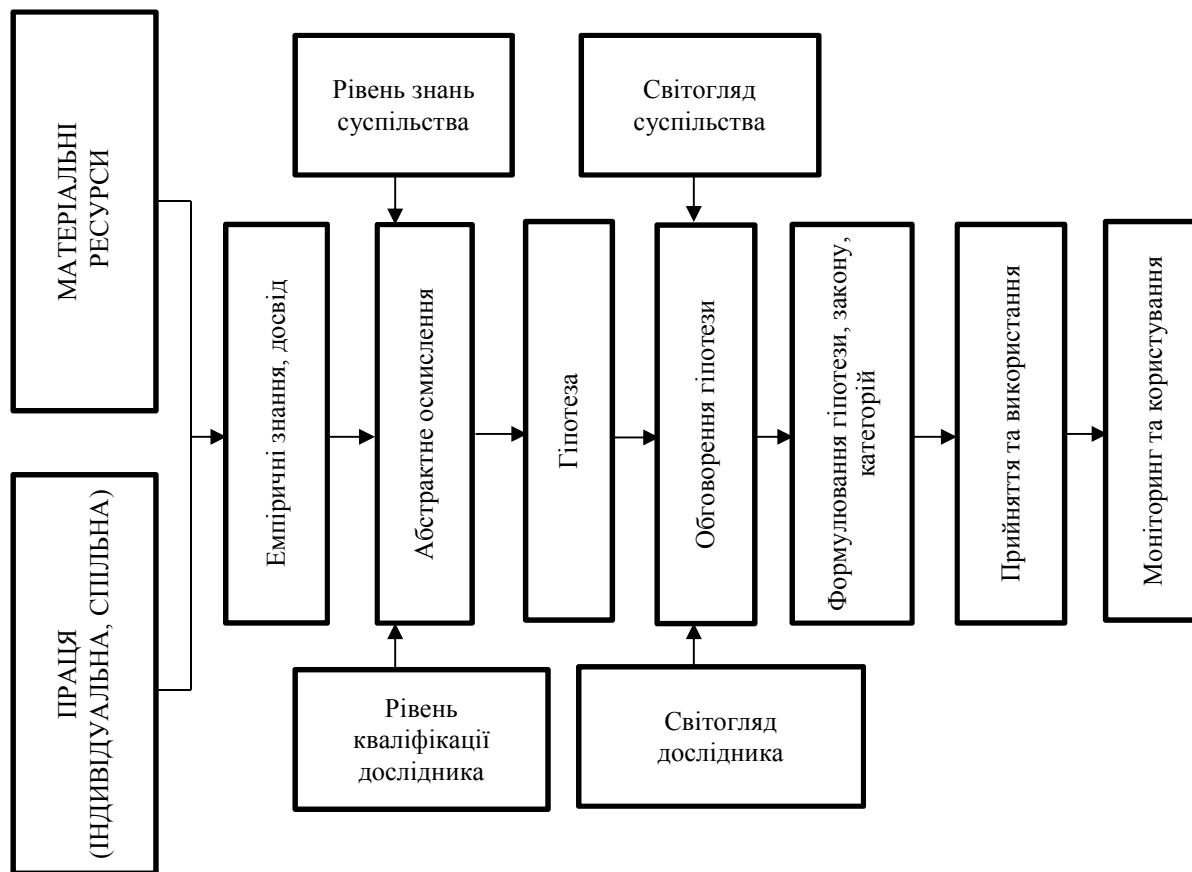 МАТЕРІАЛЬНІ
РЕСУРСИ
ПРАЦЯ
(ІНДИВІДУАЛЬНА, СПІЛЬНА)
Емпіричні знання, досвід
Рівень знань
суспільства
Абстрактне осмислення
Рівень
кваліфікації
дослідника
Гіпотеза
Світогляд
суспільства
Обговорення гіпотези
Світогляд
дослідника
Формулювання гіпотези, закону,
категорій
Прийняття та використання
Моніторинг та користування